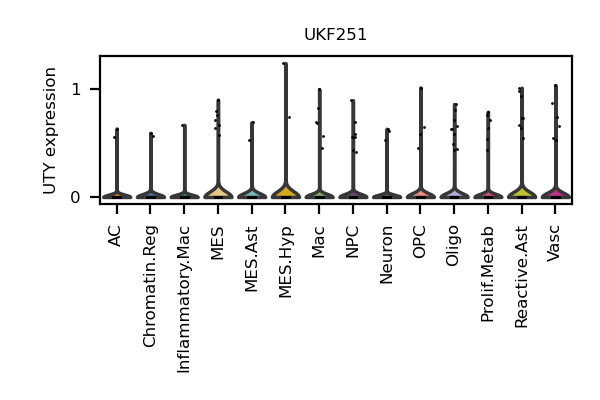 UKF251
UTY expression
1
0
AC
Chromatin.Reg
Inflammatory.Mac
MES
MES.Ast
MES.Hyp
Mac
NPC
Neuron
OPC
Oligo
Prolif.Metab
Reactive.Ast
Vasc